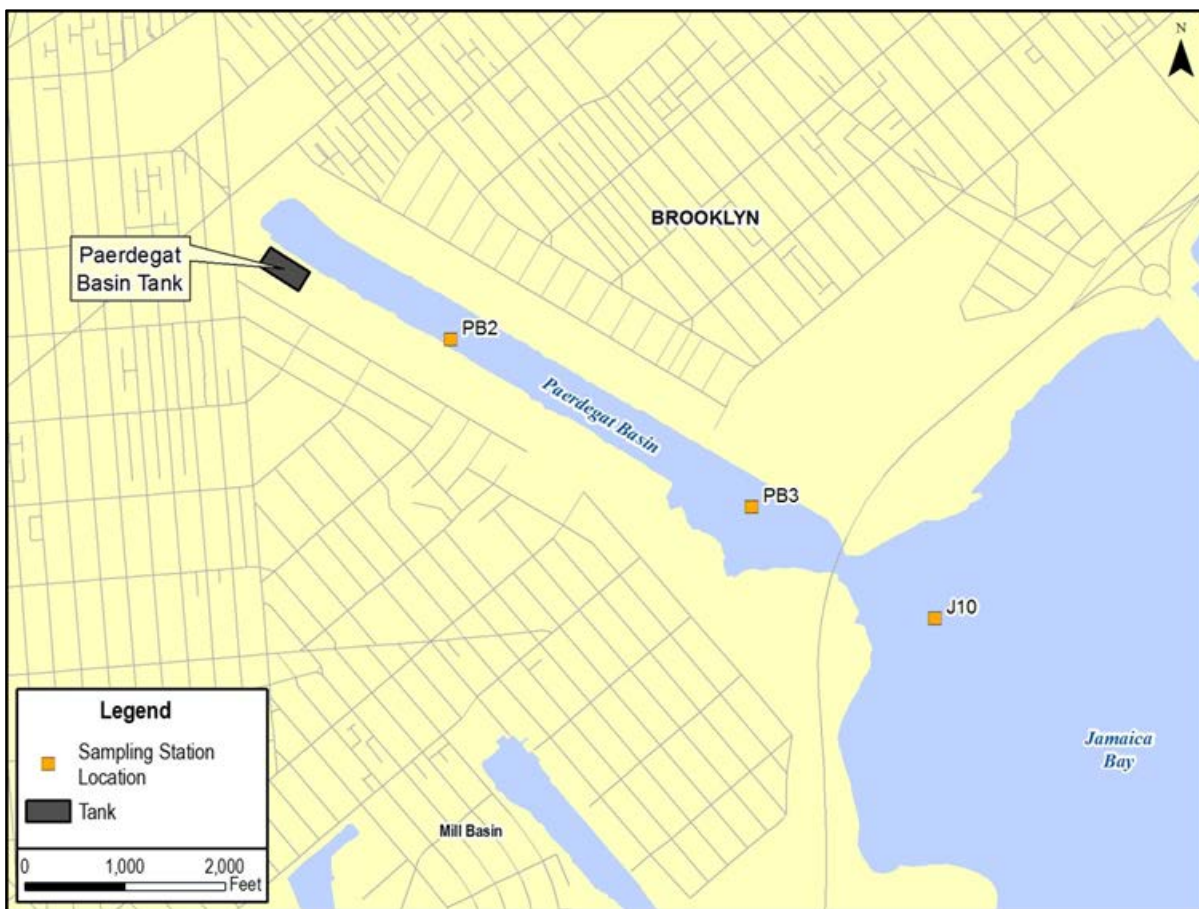 N
BROOKLYN
Paerdegat
Basin Tank
PB2
Paerdegat Basin
PB3
J10
Jamaica
Bay
Mill Basin
Legend
Sampling Station
Location
Tank
0 1,000 2,000
Feet